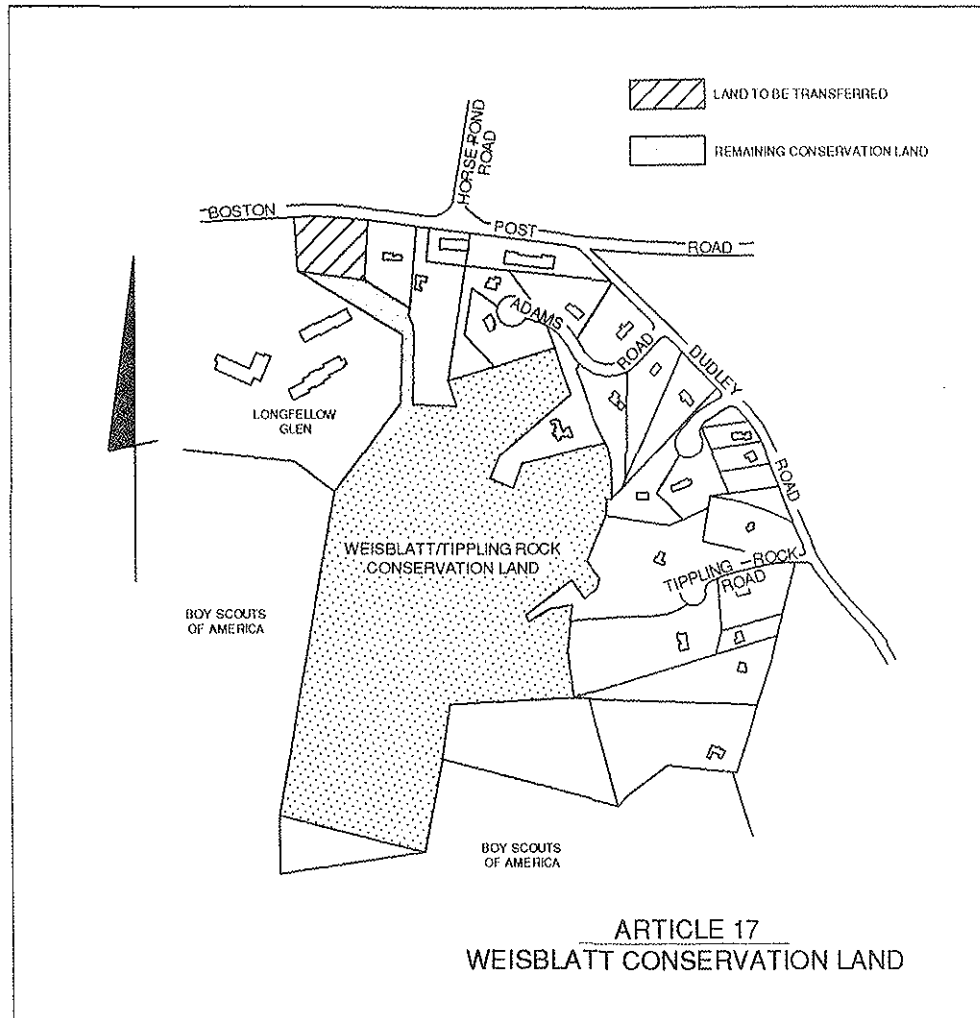 LAND TO BE TRANSFERRED
REMAINING CONSERVATION LAND
HORSE POND
ROAD
BOSTON
POST
ROAD
ADAMS
ROAD
DUDLEY
ROAD
LONGFELLOW
GLEN
WEISBLATT/TIPPLING ROCK
CONSERVATION LAND
TIPPLING ROCK
ROAD
BOY SCOUTS
OF AMERICA
BOY SCOUTS
OF AMERICA
ARTICLE 17
WEISBLATT CONSERVATION LAND